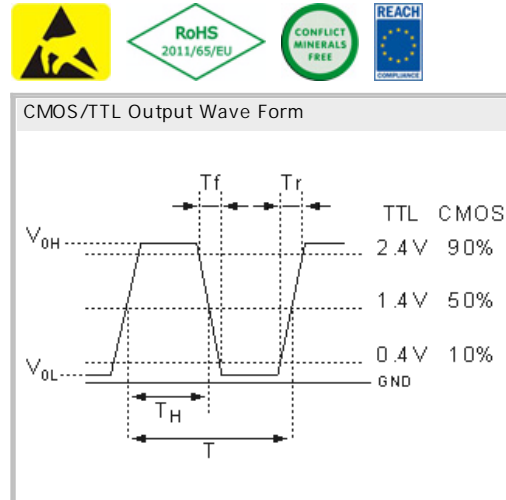 RoHS
2011/65/EU
CONFLICT
MINERALS
FREE
REACH
COMPLIANCE
CMOS/TTL Output Wave Form
Tf
Tr
TTL CMOS
V0H
2.4V 90%
1.4V 50%
0.4V 10%
V0L
GND
TH
T